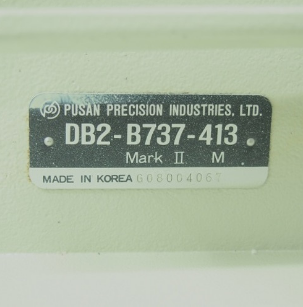 PUSAN PRECISION INDUSTRIES, LTD.
DB2-B737-413
Mark II M
MADE IN KOREA